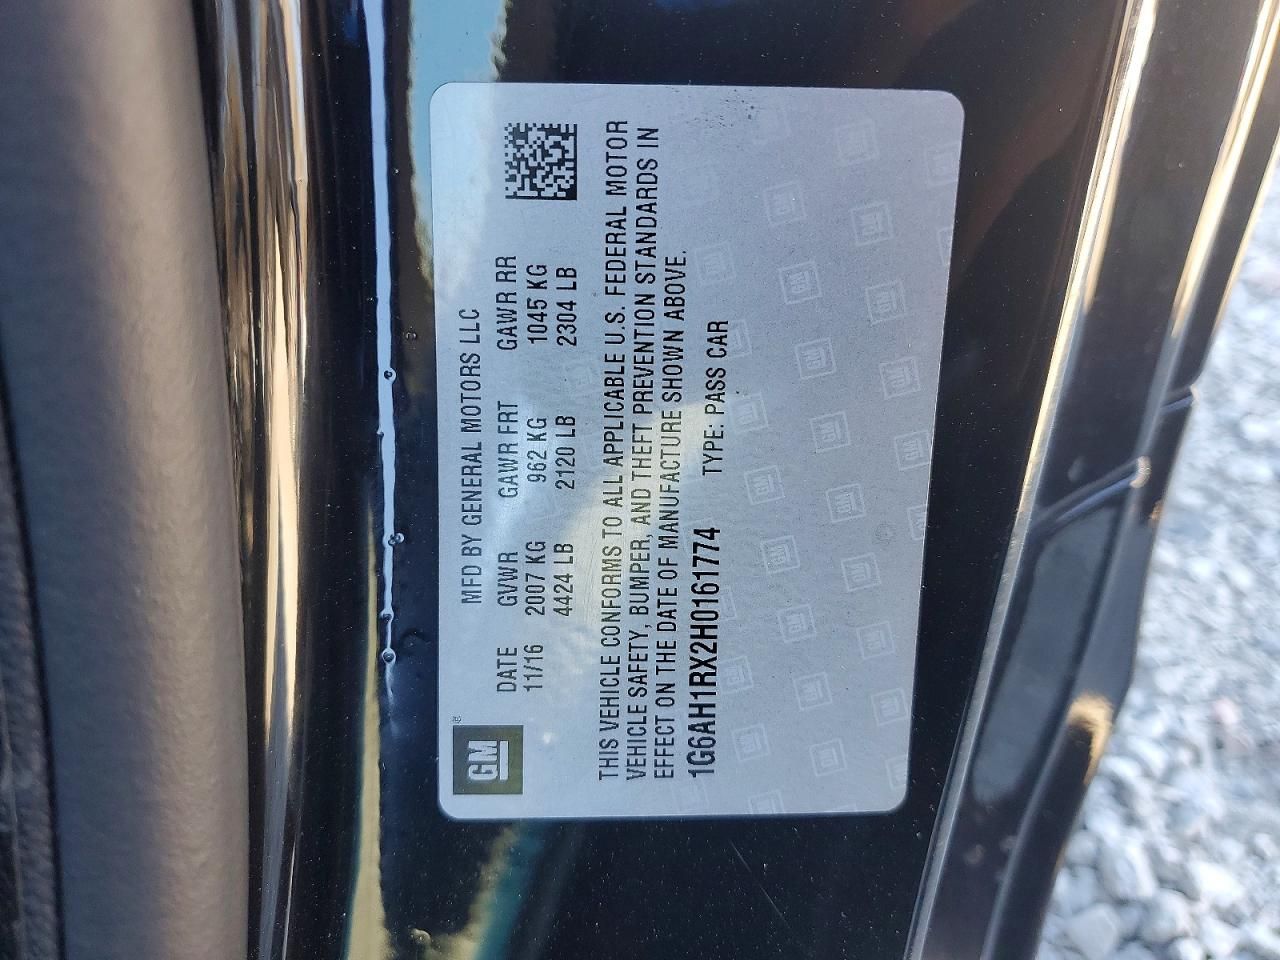 GM®
MFD BY GENERAL MOTORS LLC
DATE GVWR GAWR FRT GAWR RR
11/16 2007 KG 962 KG 1045 KG
4424 LB 2120 LB 2304 LB
THIS VEHICLE CONFORMS TO ALL APPLICABLE U.S. FEDERAL MOTOR
VEHICLE SAFETY, BUMPER, AND THEFT PREVENTION STANDARDS IN
EFFECT ON THE DATE OF MANUFACTURE SHOWN ABOVE.
1G6AH1RX2H0161774 TYPE: PASS CAR